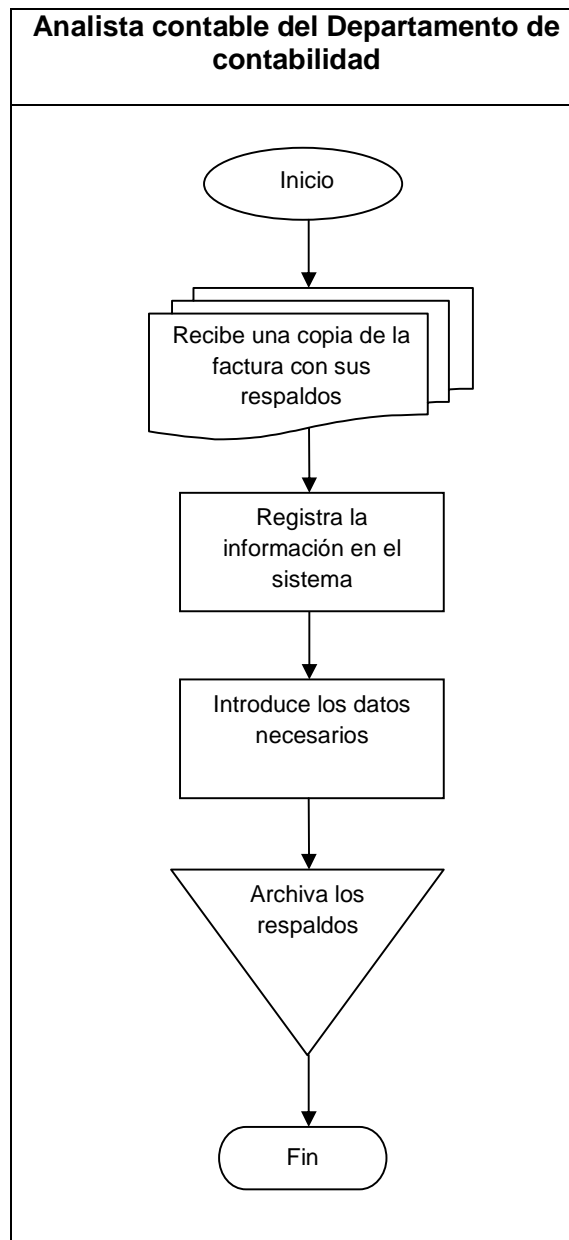 Analista contable del Departamento de
contabilidad
Inicio
Recibe una copia de la
factura con sus
respaldos
Registra la
información en el
sistema
Introduce los datos
necesarios
Archiva los
respaldos
Fin